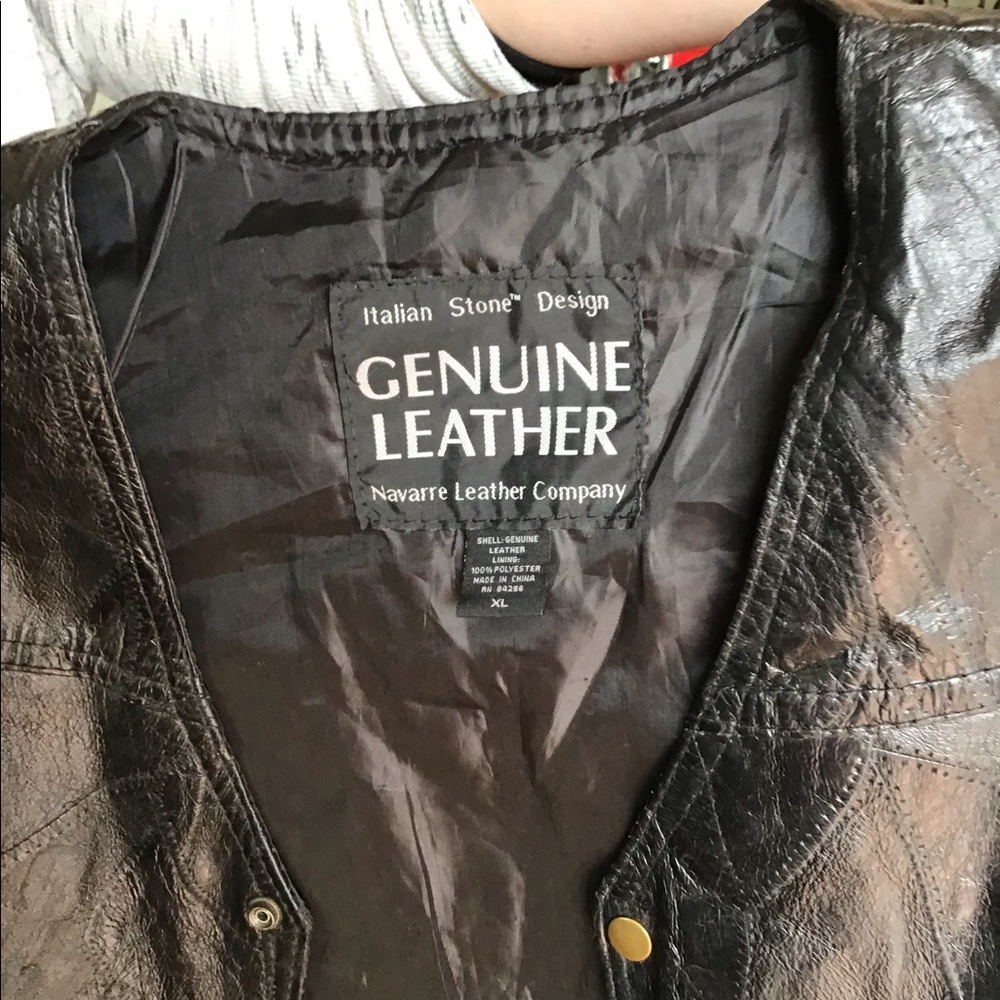 Italian Stone™ Design
GENUINE
LEATHER
Navarre Leather Company
SHELL: GENUINE
LEATHER
LINING:
100% POLYESTER
MADE IN CHINA
RN 84256
XL